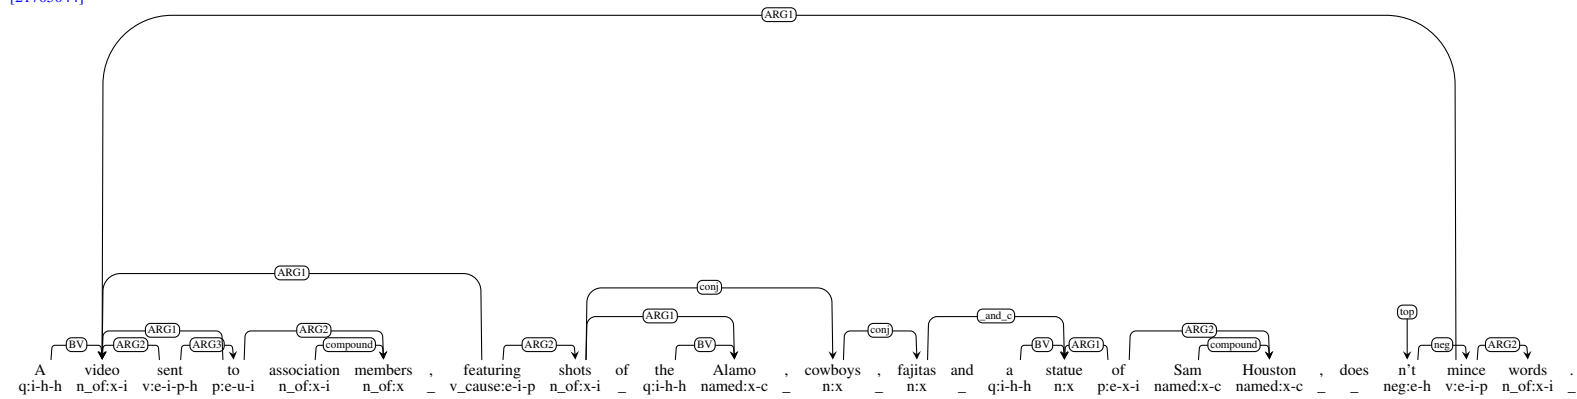 ARG1
ARG1
conj
ARG1
_and_c
top
BV ARG2 ARG1 ARG3 ARG2 compound ARG2 BV conj BV ARG1 ARG2 compound neg ARG2
A video sent to association members , featuring shots of the Alamo , cowboys , fajitas and a statue of Sam Houston , does n't mince words .
q:i-h-h n_of:x-i v:e-i-p-h p:e-u-i n_of:x-i n_of:x _ v_cause:e-i-p n_of:x-i _ q:i-h-h named:x-c _ n:x _ n:x _ q:i-h-h n:x p:e-x-i named:x-c named:x-c _ _ neg:e-h v:e-i-p n_of:x-i _